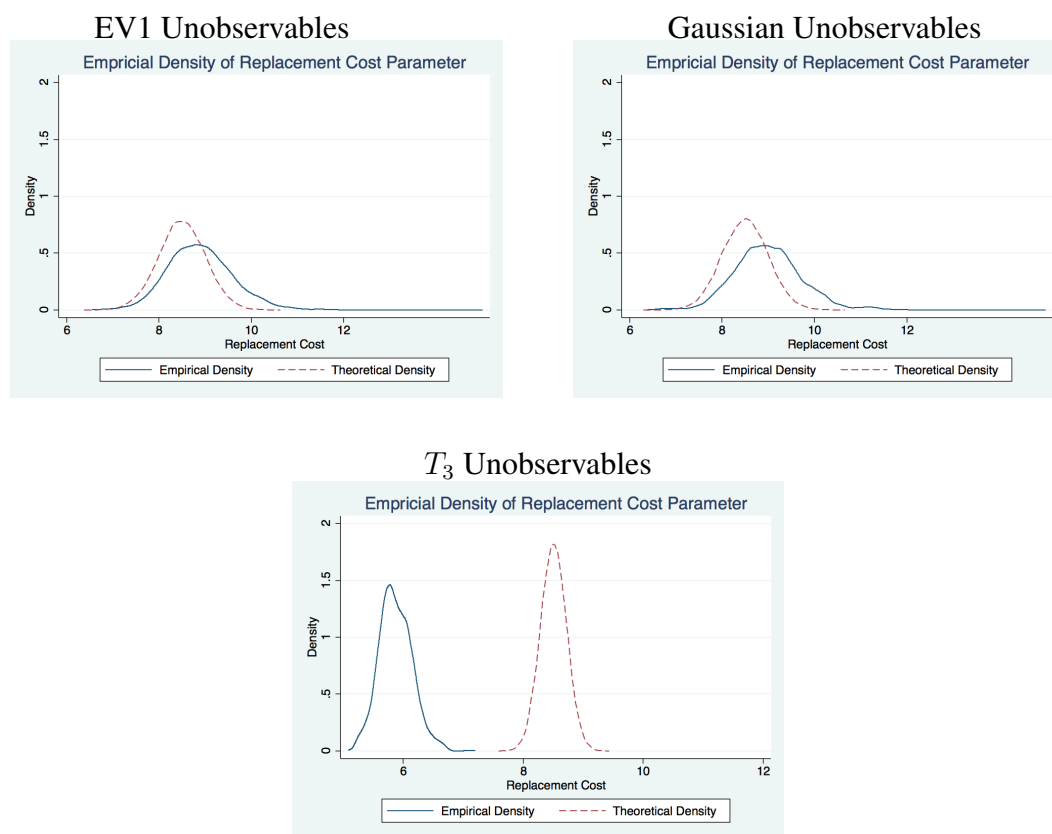 EV1 Unobservables
Empricial Density of Replacement Cost Parameter
2
1.5
1
.5
0
Density
6 8 10 12
Replacement Cost
Empirical Density Theoretical Density
Gaussian Unobservables
Empricial Density of Replacement Cost Parameter
2
1.5
1
.5
0
Density
6 8 10 12
Replacement Cost
Empirical Density Theoretical Density
T₃ Unobservables
Empricial Density of Replacement Cost Parameter
2
1.5
1
.5
0
Density
6 8 10 12
Replacement Cost
Empirical Density Theoretical Density